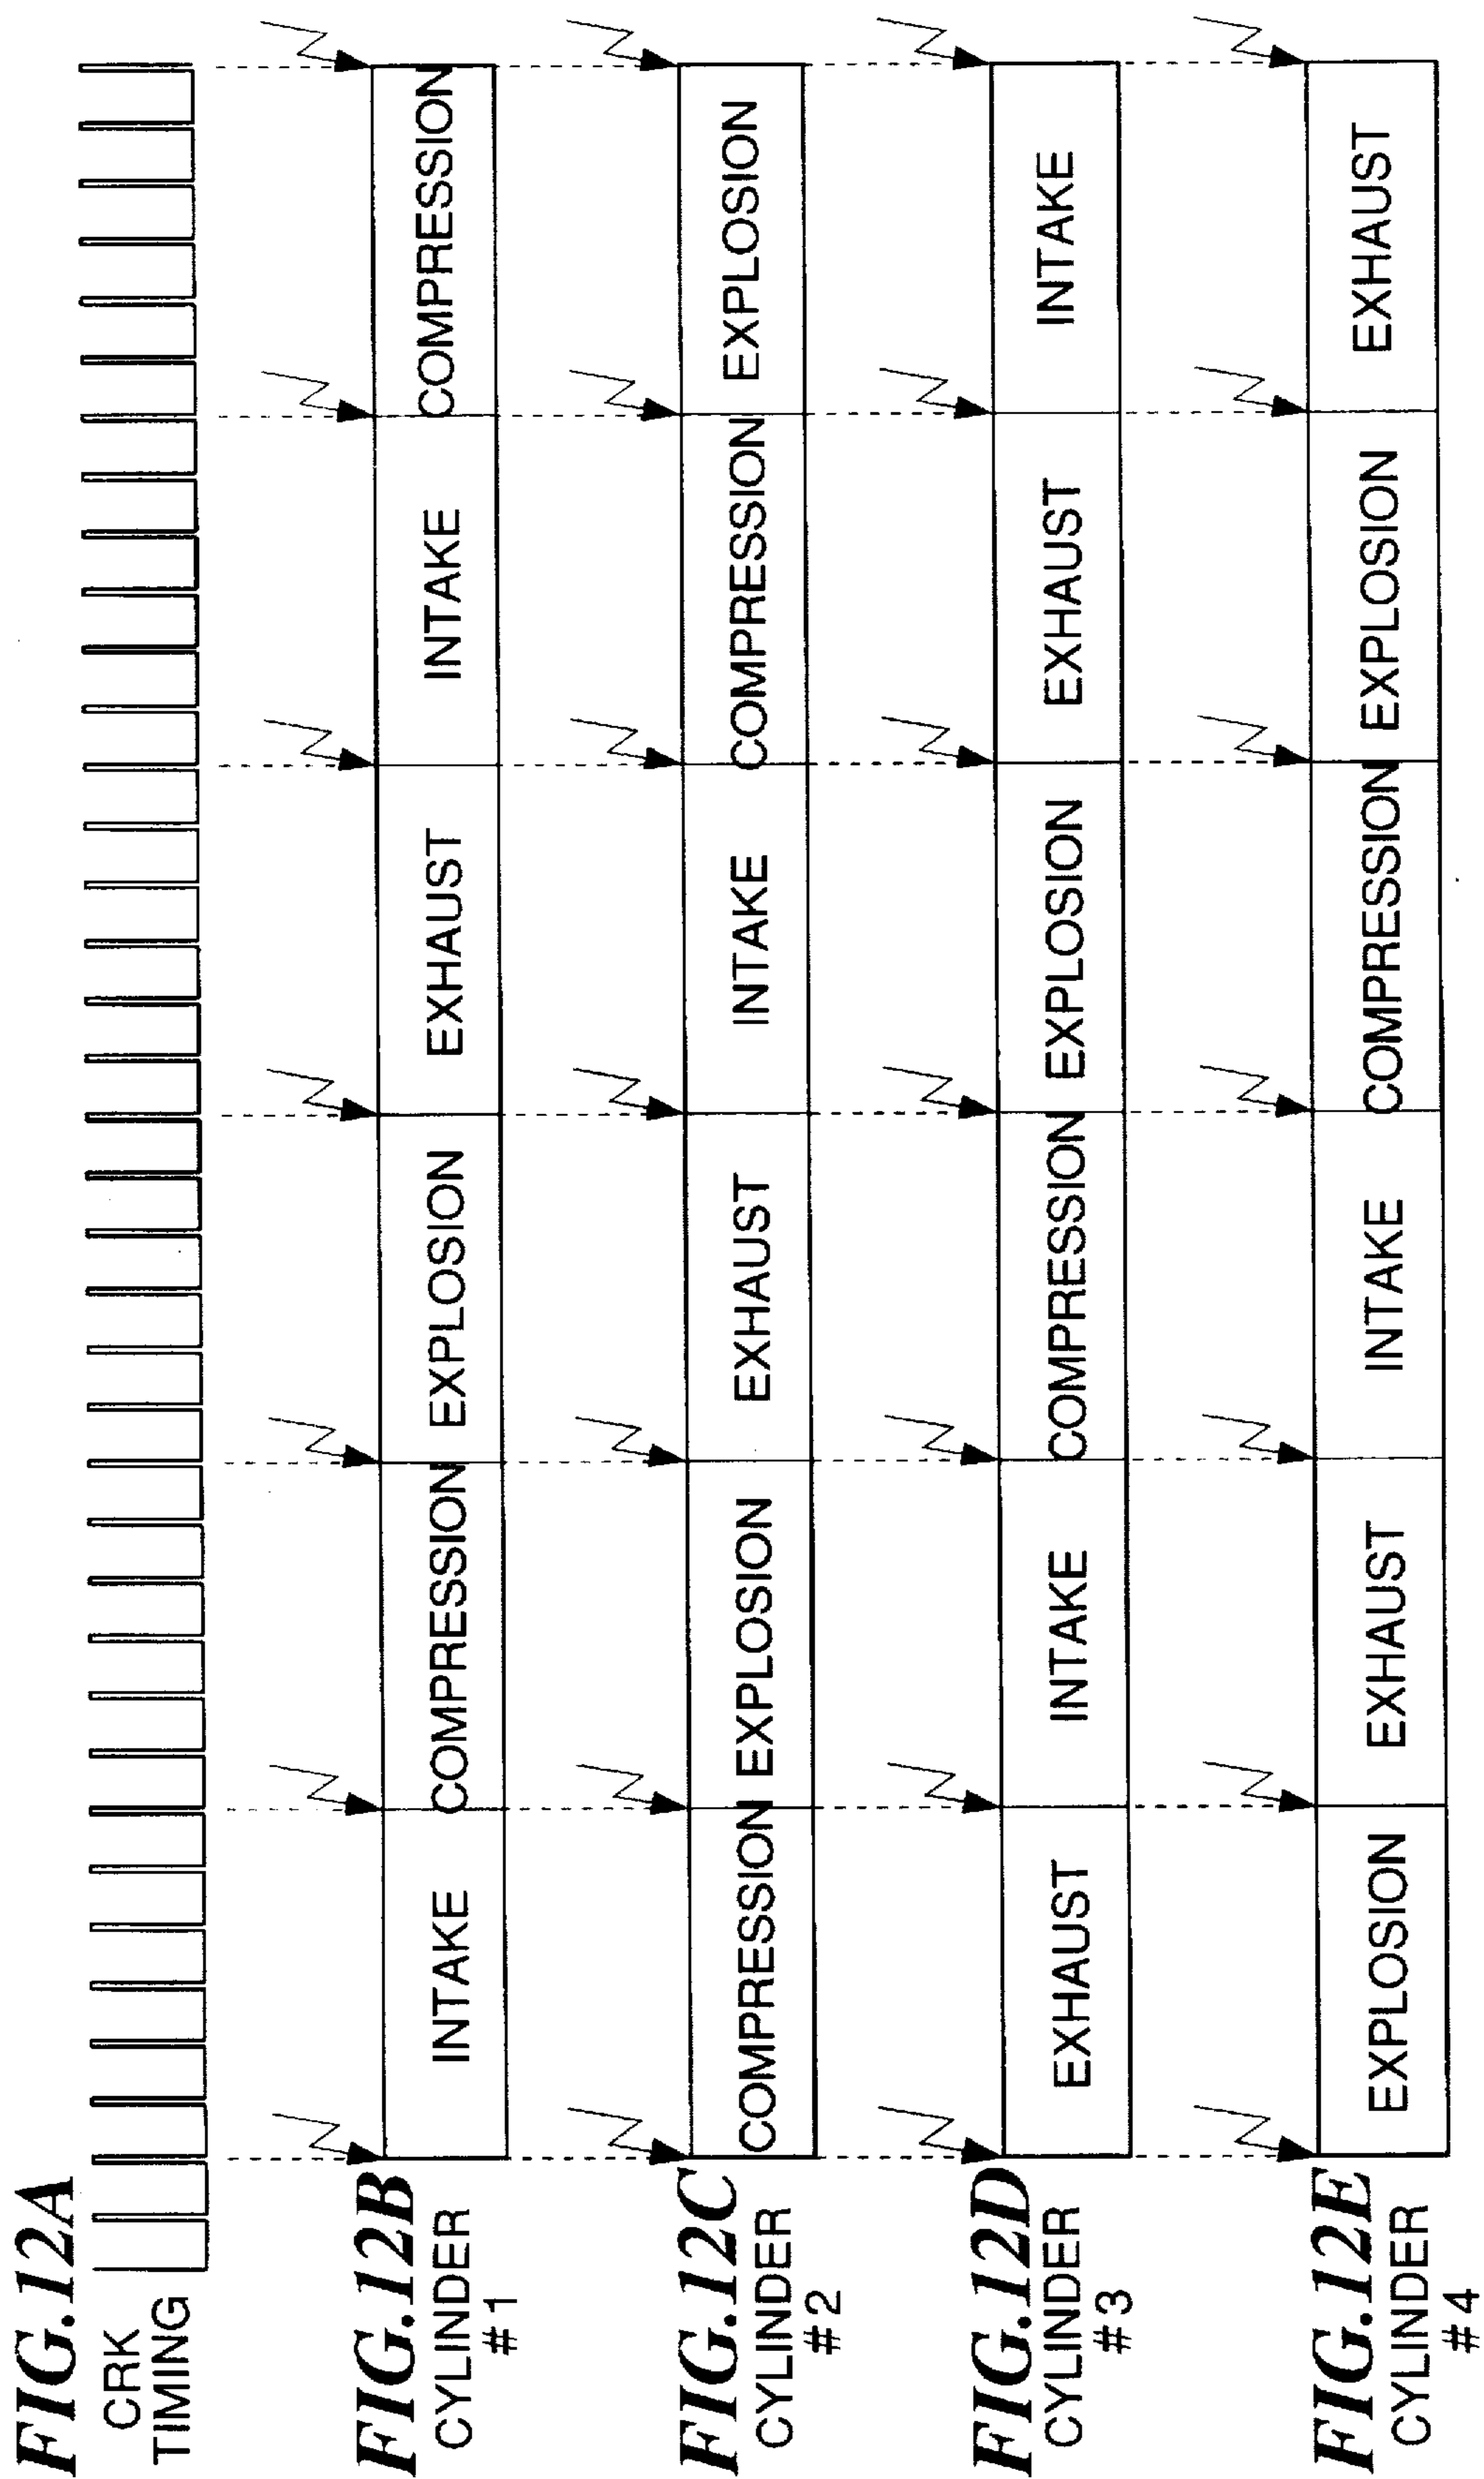 FIG.12A
CRK
TIMING
FIG.12B
CYLINDER
#1
INTAKE
COMPRESSION
EXPLOSION
EXHAUST
INTAKE
COMPRESSION
FIG.12C
CYLINDER
#2
COMPRESSION
EXPLOSION
EXHAUST
INTAKE
COMPRESSION
EXPLOSION
FIG.12D
CYLINDER
#3
EXHAUST
INTAKE
COMPRESSION
EXPLOSION
EXHAUST
INTAKE
FIG.12E
CYLINDER
#4
EXPLOSION
EXHAUST
INTAKE
COMPRESSION
EXPLOSION
EXHAUST